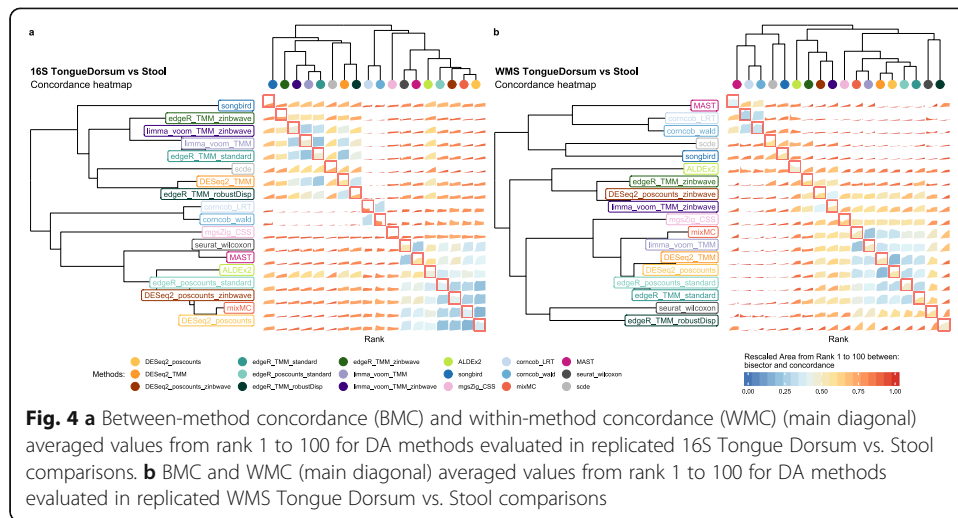 a
16S TongueDorsum vs Stool
Concordance heatmap
songbird
edgeR_TMM_zinbwave
limma_voom_TMM_zinbwave
limma_voom_TMM
edgeR_TMM_standard
scde
DESeq2_TMM
edgeR_TMM_robustDisp
corncob_LRT
corncob_wald
mgsZig_CSS
seurat_wilcoxon
MAST
ALDEx2
edgeR_poscounts_standard
DESeq2_poscounts_zinbwave
mixMC
DESeq2_poscounts
Rank
b
WMS TongueDorsum vs Stool
Concordance heatmap
MAST
corncob_LRT
corncob_wald
scde
songbird
ALDEx2
edgeR_TMM_zinbwave
DESeq2_poscounts_zinbwave
limma_voom_TMM_zinbwave
mgsZig_CSS
mixMC
limma_voom_TMM
DESeq2_TMM
DESeq2_poscounts
edgeR_poscounts_standard
edgeR_TMM_standard
seurat_wilcoxon
edgeR_TMM_robustDisp
Rank
Methods:
DESeq2_poscounts
DESeq2_TMM
DESeq2_poscounts_zinbwave
edgeR_TMM_standard
edgeR_poscounts_standard
edgeR_TMM_robustDisp
edgeR_TMM_zinbwave
limma_voom_TMM
limma_voom_TMM_zinbwave
ALDEx2
songbird
mgsZig_CSS
corncob_LRT
corncob_wald
mixMC
MAST
seurat_wilcoxon
scde
Rescaled Area from Rank 1 to 100 between:
bisector and concordance
0.00 0.25 0.50 0.75 1.00
Fig. 4 a Between-method concordance (BMC) and within-method concordance (WMC) (main diagonal)
averaged values from rank 1 to 100 for DA methods evaluated in replicated 16S Tongue Dorsum vs. Stool
comparisons. b BMC and WMC (main diagonal) averaged values from rank 1 to 100 for DA methods
evaluated in replicated WMS Tongue Dorsum vs. Stool comparisons